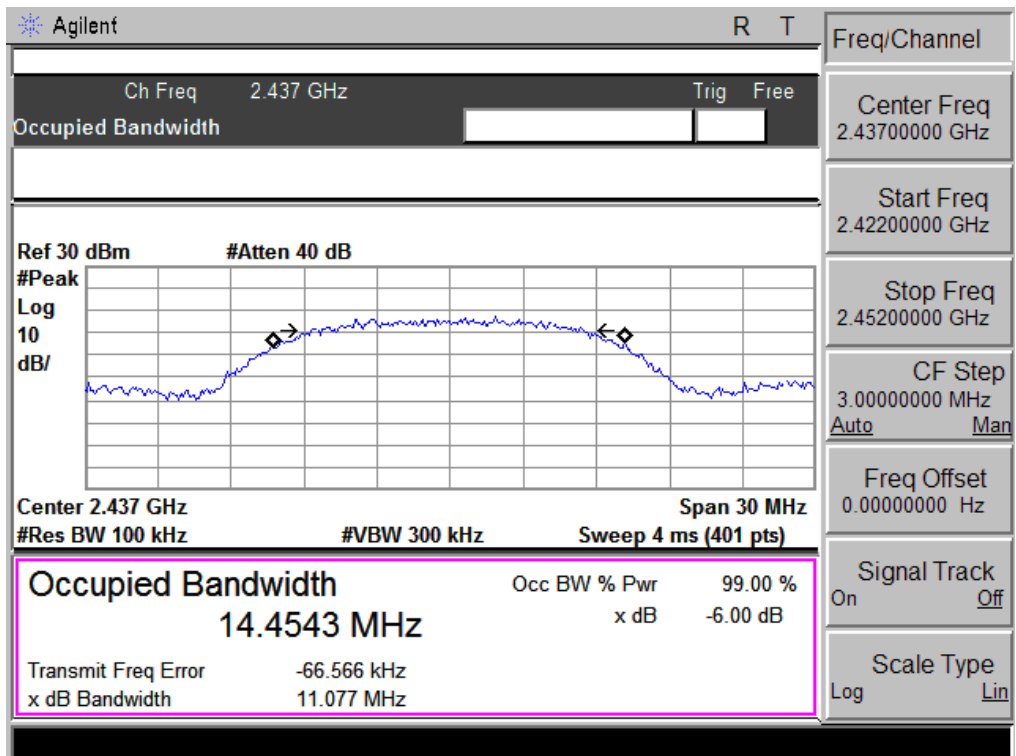 Agilent R T
Freq/Channel
Ch Freq 2.437 GHz Trig Free
Occupied Bandwidth
Center Freq
2.43700000 GHz
Start Freq
2.42200000 GHz
Ref 30 dBm #Atten 40 dB
#Peak
Log
10
dB/
Stop Freq
2.45200000 GHz
CF Step
3.00000000 MHz
Auto Man
Center 2.437 GHz Span 30 MHz
#Res BW 100 kHz #VBW 300 kHz Sweep 4 ms (401 pts)
Freq Offset
0.00000000 Hz
Occupied Bandwidth
14.4543 MHz
Occ BW % Pwr 99.00 %
x dB -6.00 dB
Transmit Freq Error -66.566 kHz
x dB Bandwidth 11.077 MHz
Signal Track
On Off
Scale Type
Log Lin